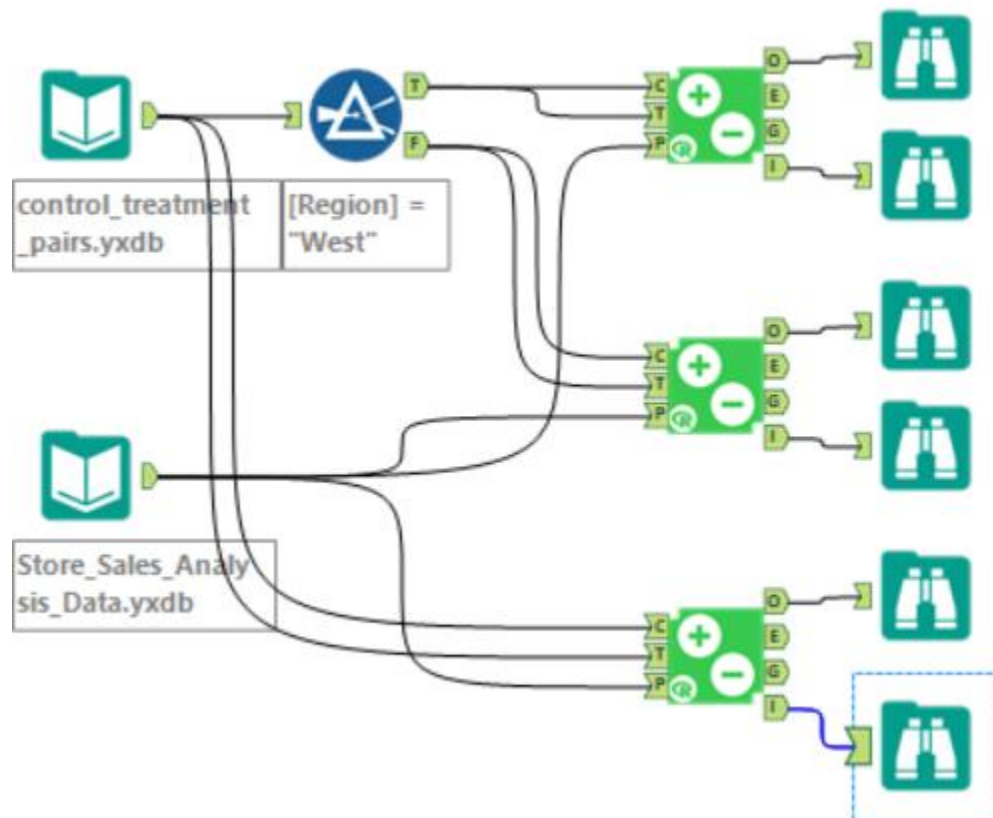 O
T
C
E
T
G
F
P
R
I
control_treatment
_pairs.yxdb
[Region] =
"West"
O
C
E
T
G
P
R
I
Store_Sales_Analy
sis_Data.yxdb
O
C
E
T
G
P
R
I